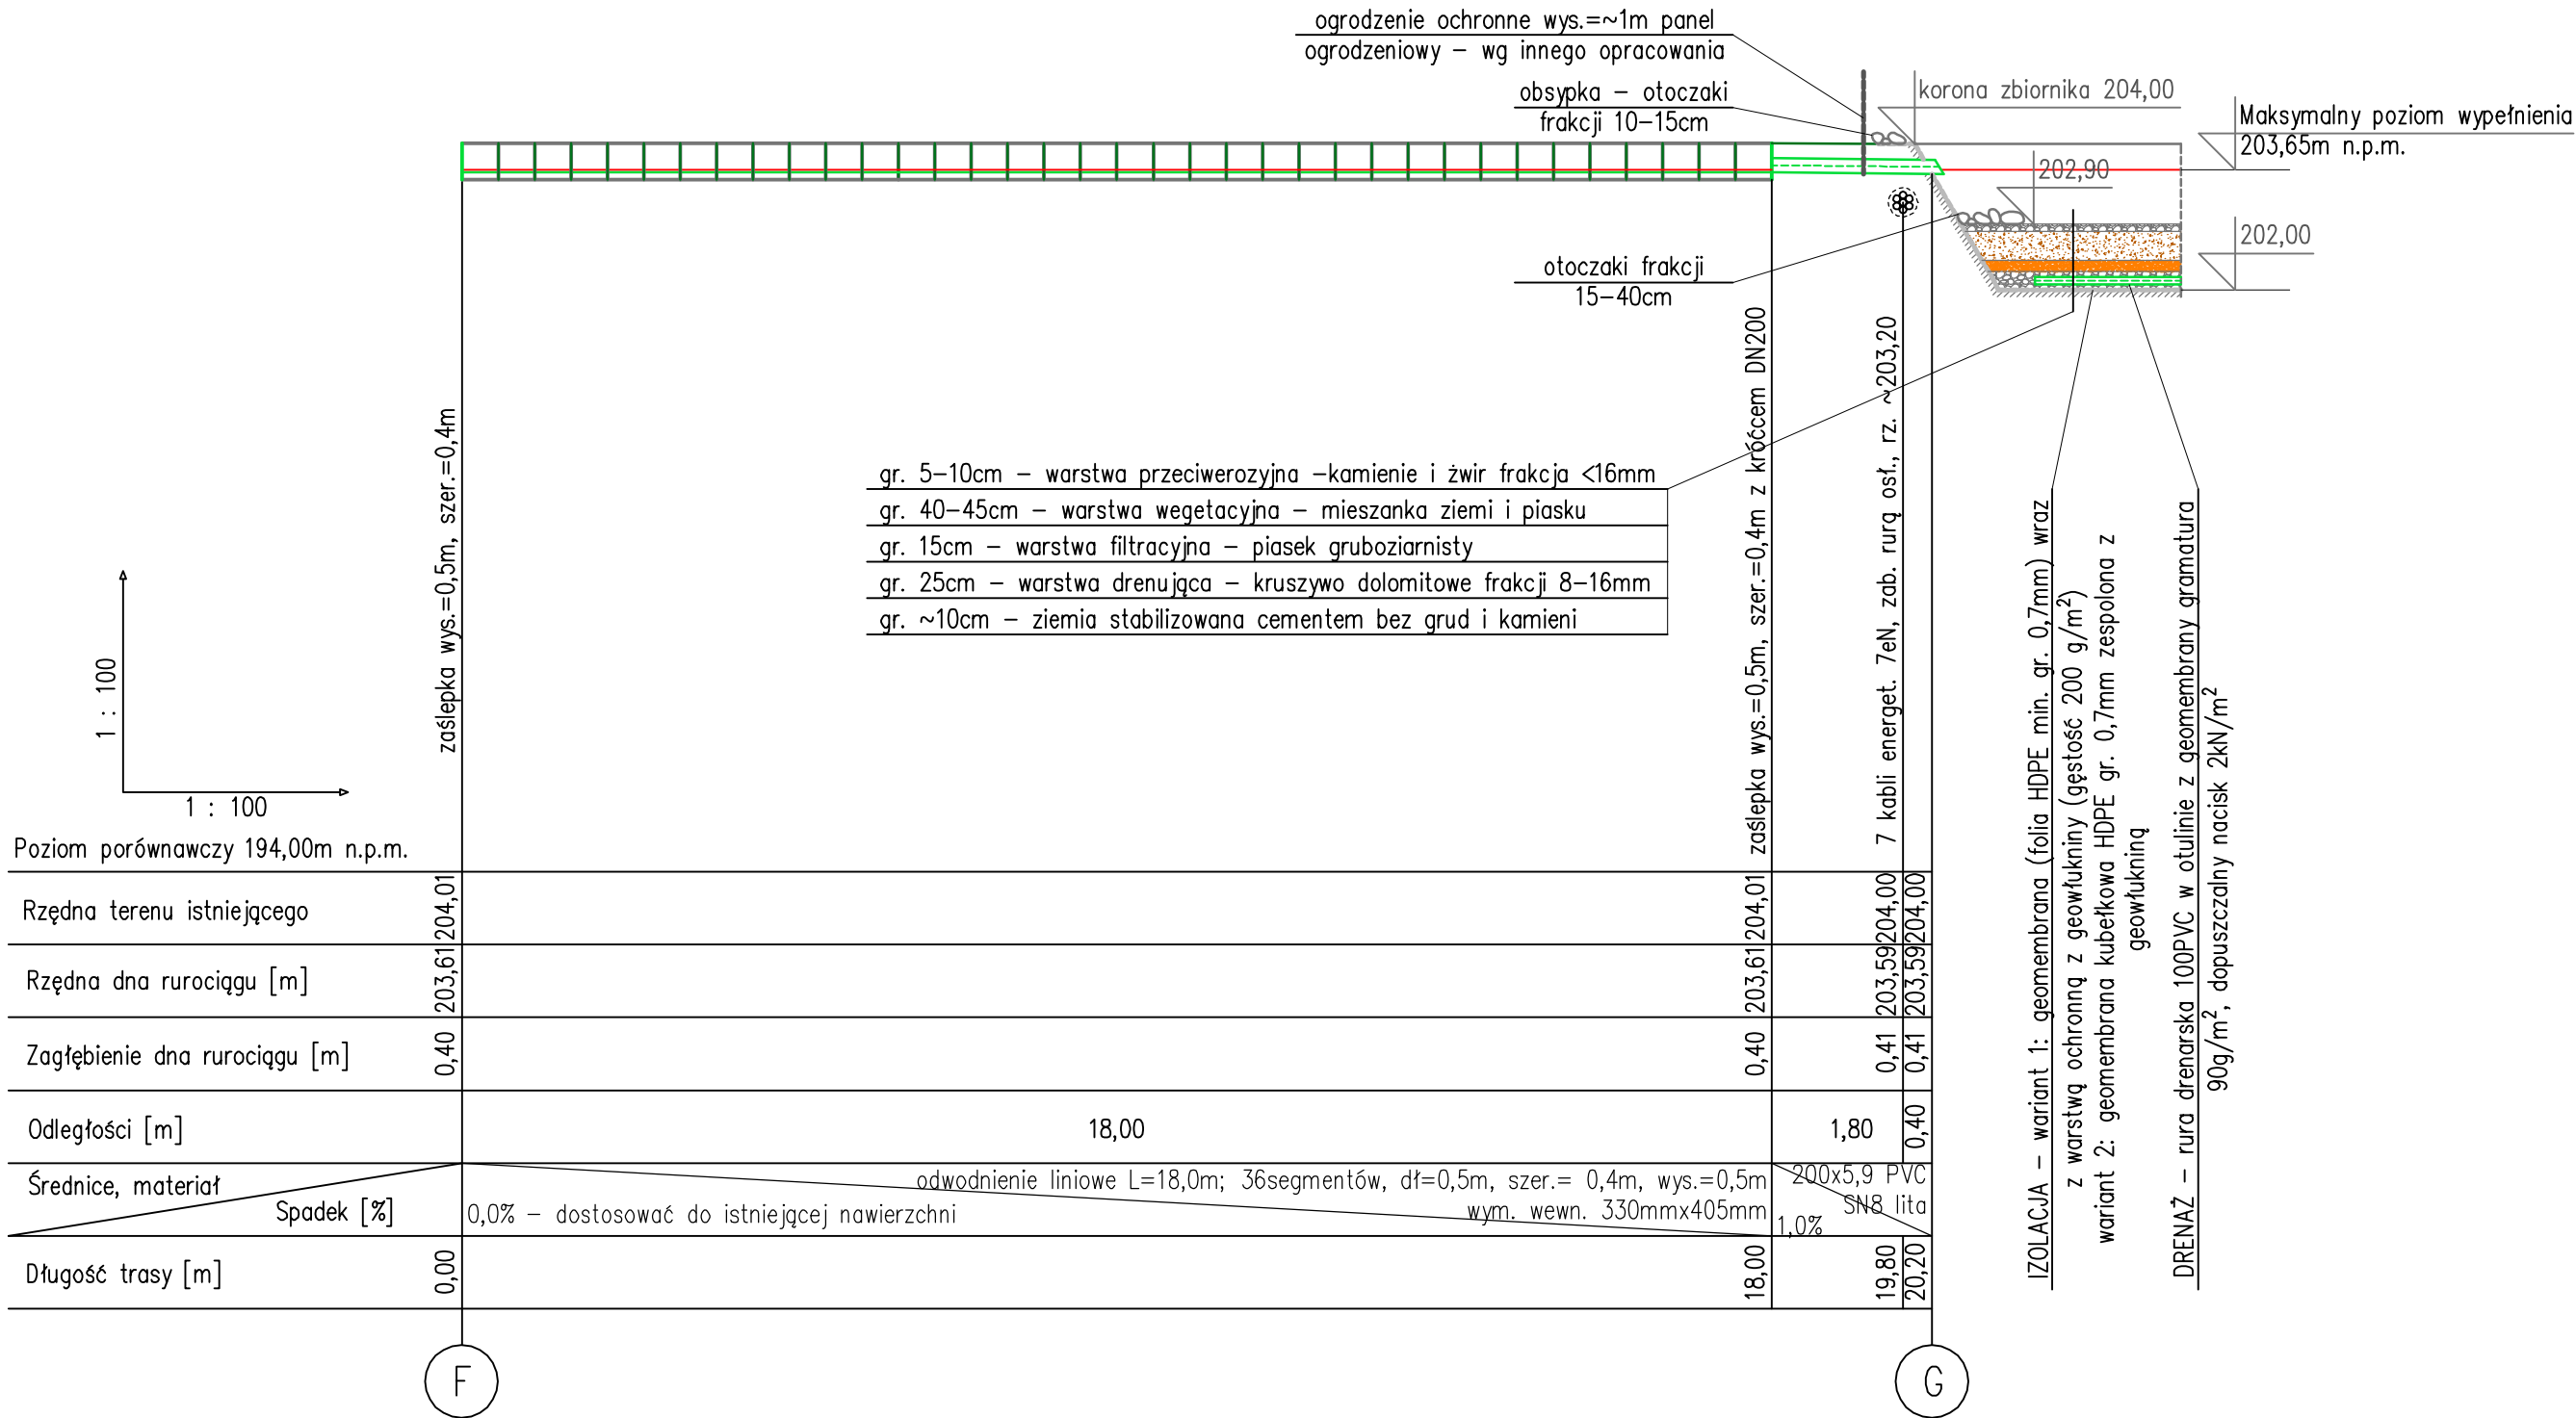 ogrodzenie ochronne wys.=~1m panel
ogrodzeniowy – wg innego opracowania
obsypka – otoczaki
frakcji 10–15cm
korona zbiornika 204,00
Maksymalny poziom wypełnienia
203,65m n.p.m.
202,90
202,00
otoczaki frakcji
15–40cm
gr. 5–10cm – warstwa przeciwerozyjna –kamienie i żwir frakcja <16mm
gr. 40–45cm – warstwa wegetacyjna – mieszanka ziemi i piasku
gr. 15cm – warstwa filtracyjna – piasek gruboziarnisty
gr. 25cm – warstwa drenująca – kruszywo dolomitowe frakcji 8–16mm
gr. ~10cm – ziemia stabilizowana cementem bez grud i kamieni
zaślepka wys.=0,5m, szer.=0,4m
zaślepka wys.=0,5m, szer.=0,4m z króćcem DN200
7 kabli energet. 7eN, zab. rurą osł., rz. ~203,20
IZOLACJA – wariant 1: geomembrana (folia HDPE min. gr. 0,7mm) wraz
z warstwą ochronną z geowłukniny (gęstość 200 g/m²)
wariant 2: geomembrana kubełkowa HDPE gr. 0,7mm zespolona z
geowłukniną
DRENAŻ – rura drenarska 100PVC w otulinie z geomembrany gramatura
90g/m², dopuszczalny nacisk 2kN/m²
1 : 100
1 : 100
Poziom porównawczy 194,00m n.p.m.
Rzędna terenu istniejącego
204,01
204,01
204,00
204,00
Rzędna dna rurociągu [m]
203,61
203,61
203,59
203,59
Zagłębienie dna rurociągu [m]
0,40
0,40
0,41
0,41
Odległości [m]
18,00
1,80
0,40
Średnice, materiał
Spadek [%]
odwodnienie liniowe L=18,0m; 36segmentów, dł=0,5m, szer.= 0,4m, wys.=0,5m
wym. wewn. 330mmx405mm
0,0% – dostosować do istniejącej nawierzchni
200x5,9 PVC
SN8 lita
1,0%
Długość trasy [m]
0,00
18,00
19,80
20,20
F
G